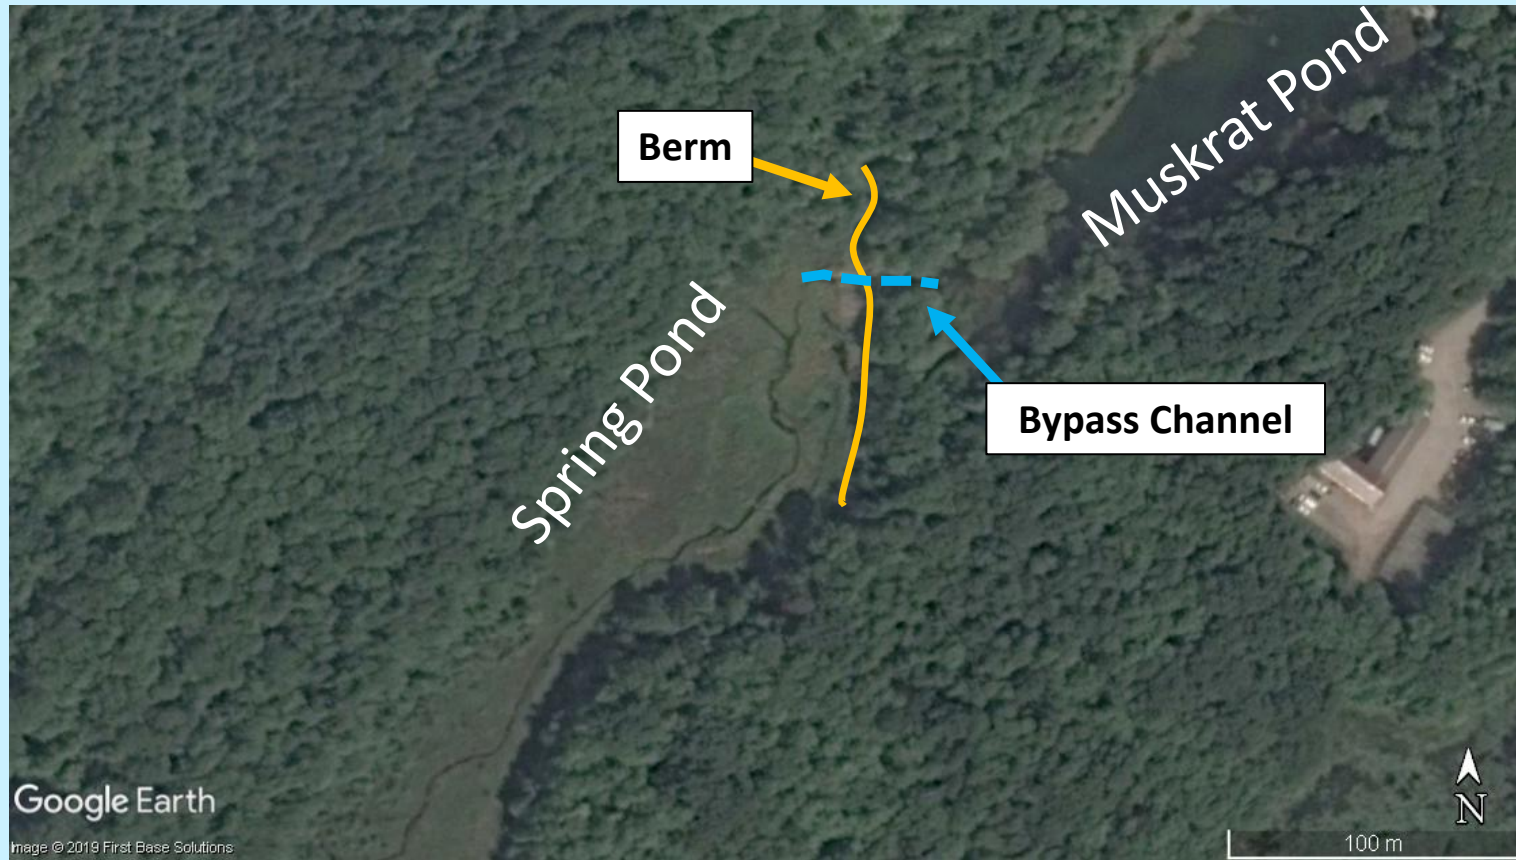 Muskrat Pond
Berm
Spring Pond
Bypass Channel
Google Earth
Image © 2019 First Base Solutions
N
100 m